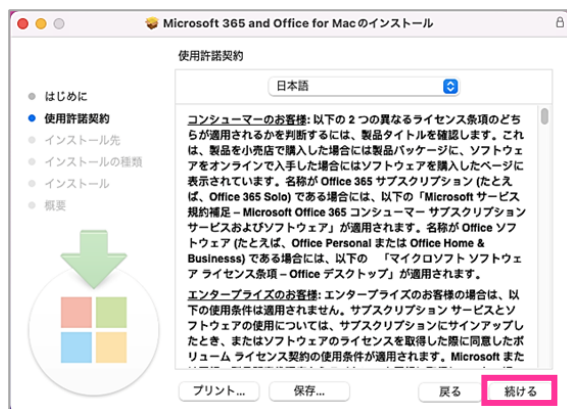 Microsoft 365 and Office for Macのインストール
使用許諾契約
日本語
はじめに
使用許諾契約
インストール先
インストールの種類
インストール
概要
コンシューマーのお客様: 以下の 2 つの異なるライセンス条項のどち
らが適用されるかを判断するには、製品タイトルを確認します。これ
は、製品を小売店で購入した場合には製品パッケージに、ソフトウェ
アをオンラインで入手した場合にはソフトウェアを購入したページに
表示されています。名称が Office 365 サブスクリプション (たとえ
ば、Office 365 Solo) である場合には、以下の「Microsoft サービス
規約補足 – Microsoft Office 365 コンシューマー サブスクリプション
サービスおよびソフトウェア」が適用されます。名称が Office ソフ
トウェア (たとえば、Office Personal または Office Home &
Businesss) である場合には、以下の 「マイクロソフト ソフトウェ
ア ライセンス条項 – Office デスクトップ」が適用されます。
エンタープライズのお客様: エンタープライズのお客様の場合は、以
下の使用条件は適用されません。サブスクリプション サービスとソ
フトウェアの使用については、サブスクリプションにサインアップし
たとき、またはソフトウェアのライセンスを取得した際に同意したボ
リューム ライセンス契約の使用条件が適用されます。Microsoft また
プリント...
保存...
戻る
続ける